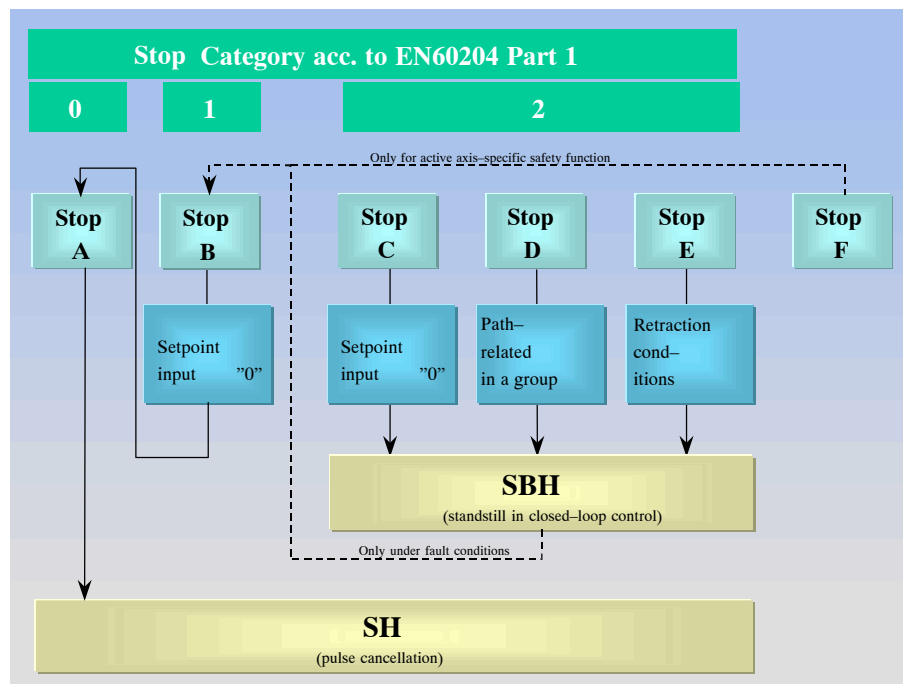 Stop Category acc. to EN60204 Part 1
0
1
2
Only for active axis–specific safety function
Stop
A
Stop
B
Stop
C
Stop
D
Stop
E
Stop
F
Setpoint
input ”0”
Setpoint
input ”0”
Path–
related
in a group
Retraction
cond–
itions
SBH
(standstill in closed–loop control)
Only under fault conditions
SH
(pulse cancellation)